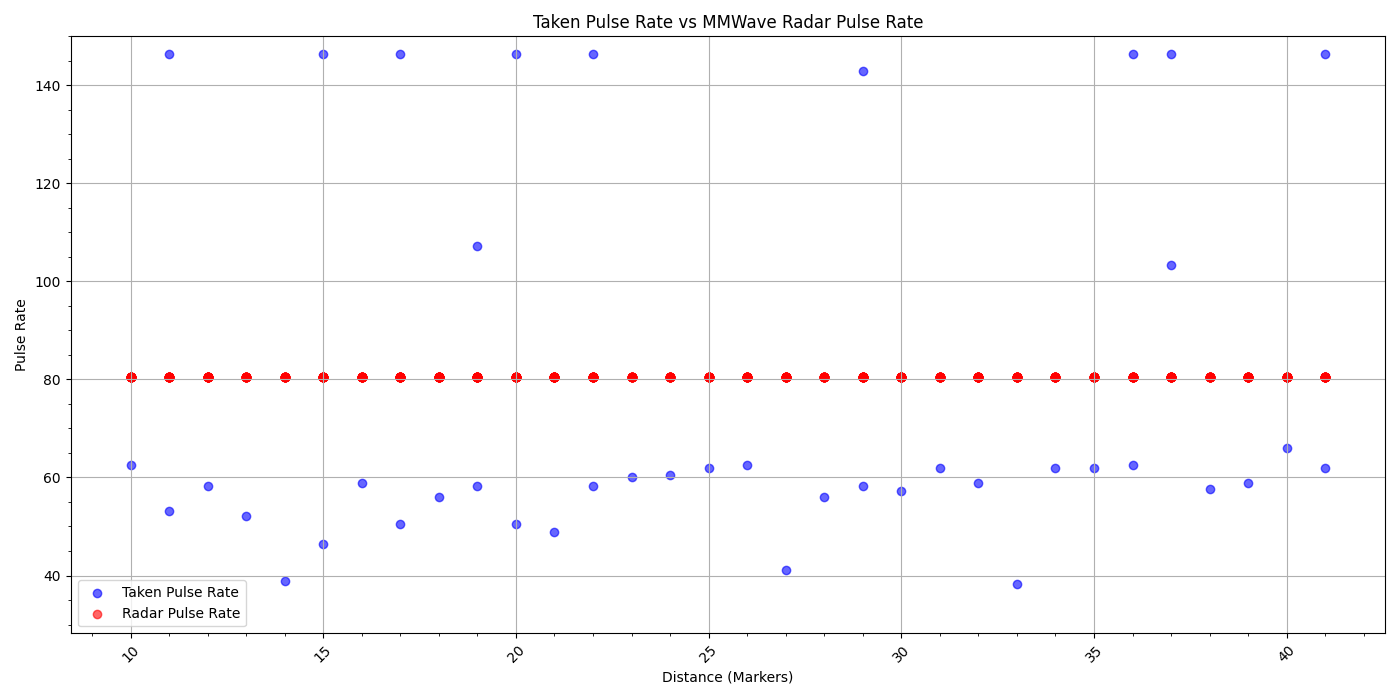 Taken Pulse Rate vs MMWave Radar Pulse Rate
140
120
100
80
60
40
Pulse Rate
Taken Pulse Rate
Radar Pulse Rate
10 15 20 25 30 35 40
Distance (Markers)